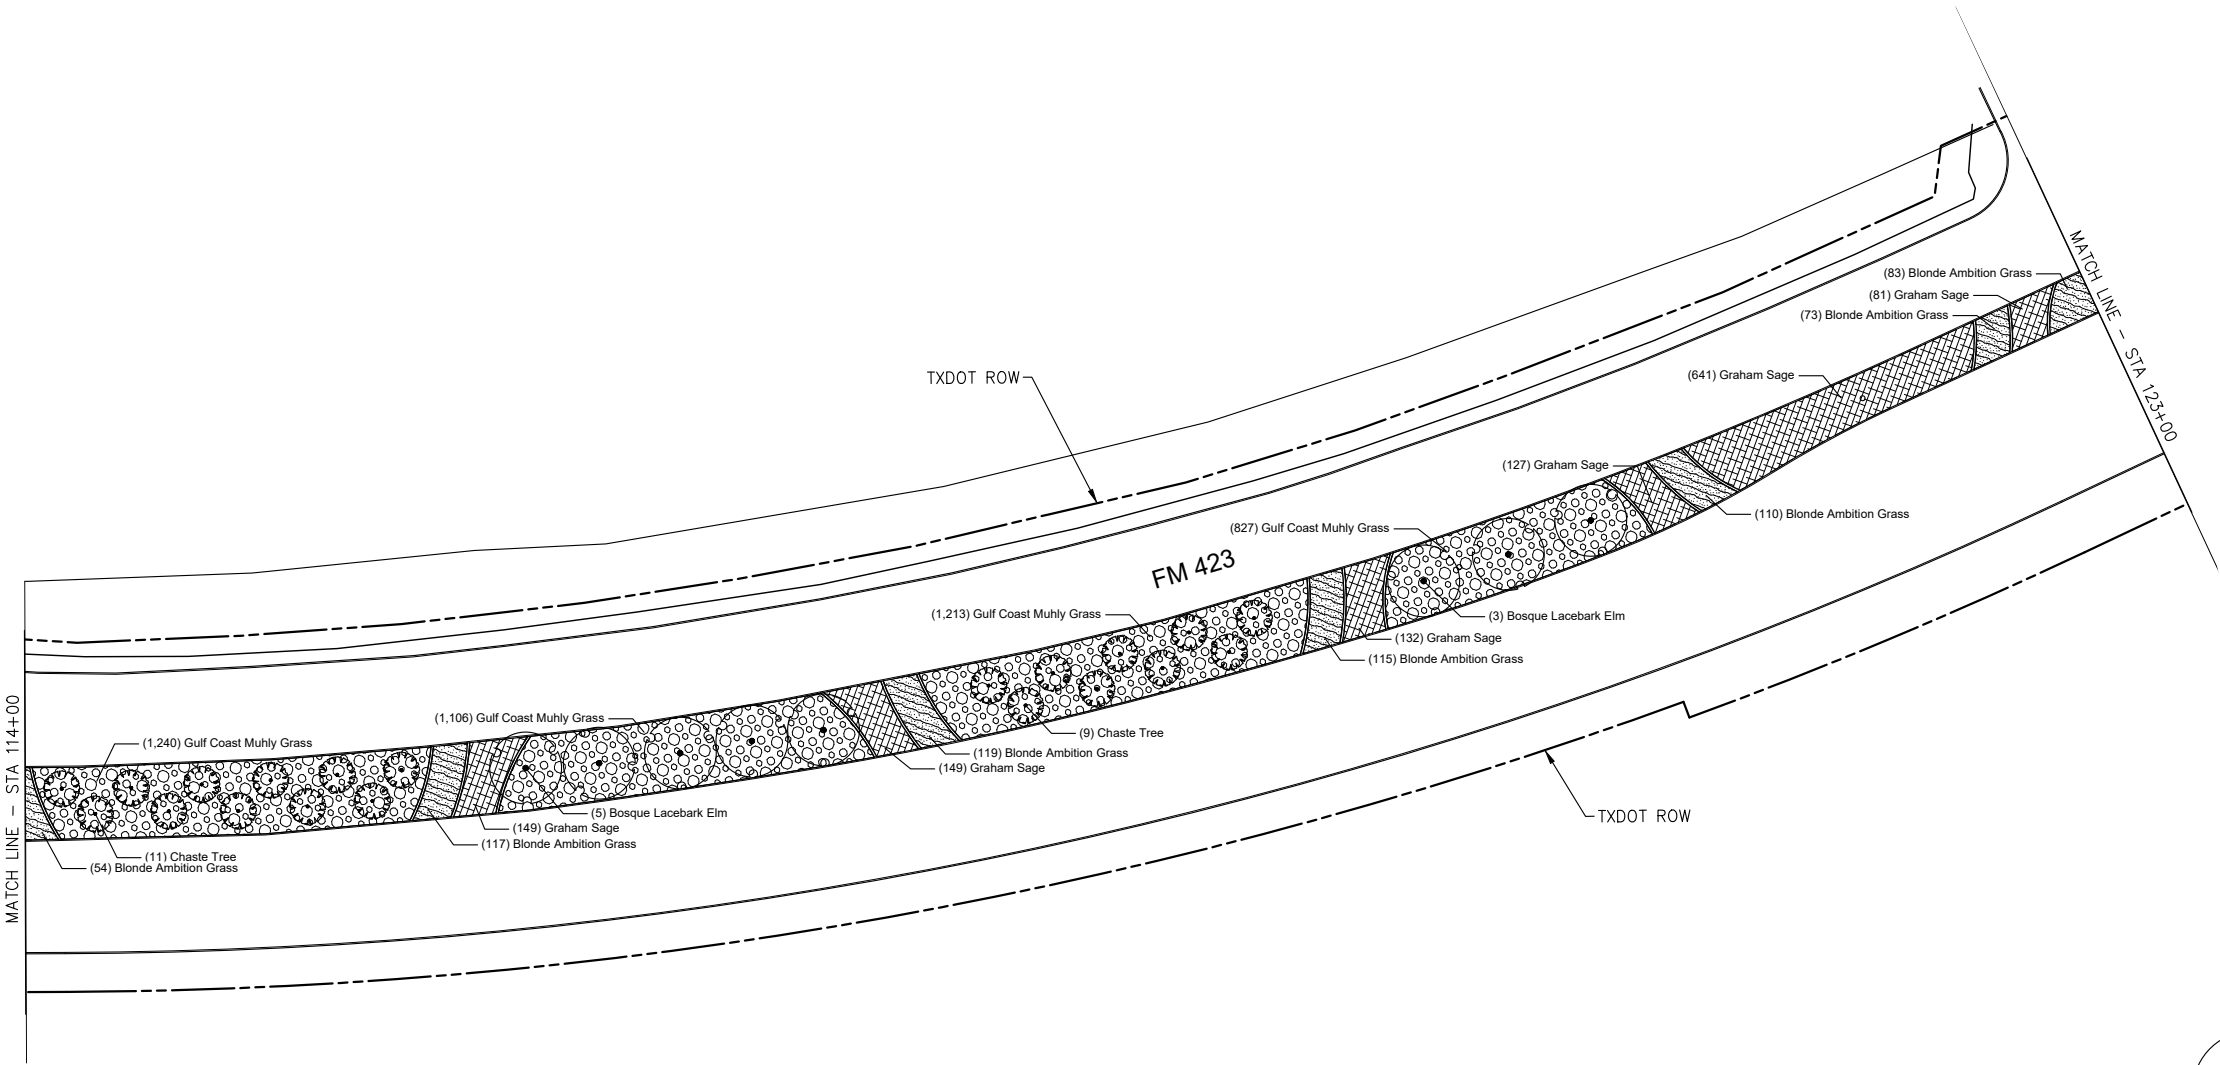 MATCH LINE - STA 123+00
(83) Blonde Ambition Grass
(81) Graham Sage
(73) Blonde Ambition Grass
(641) Graham Sage
TXDOT ROW
(127) Graham Sage
(110) Blonde Ambition Grass
(827) Gulf Coast Muhly Grass
FM 423
(1,213) Gulf Coast Muhly Grass
(3) Bosque Lacebark Elm
(132) Graham Sage
(115) Blonde Ambition Grass
(1,106) Gulf Coast Muhly Grass
(9) Chaste Tree
(119) Blonde Ambition Grass
(149) Graham Sage
MATCH LINE - STA 114+00
(1,240) Gulf Coast Muhly Grass
(5) Bosque Lacebark Elm
(149) Graham Sage
(117) Blonde Ambition Grass
(11) Chaste Tree
(54) Blonde Ambition Grass
TXDOT ROW